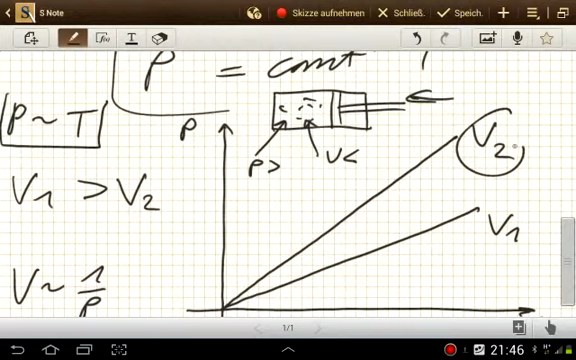 S Note
Skizze aufnehmen
Schließ.
Speich.
f(x)
T
P = const
P ~ T
P
P >
V <
V2
V1 > V2
V1
V ~ 1/P
1/1
21:46